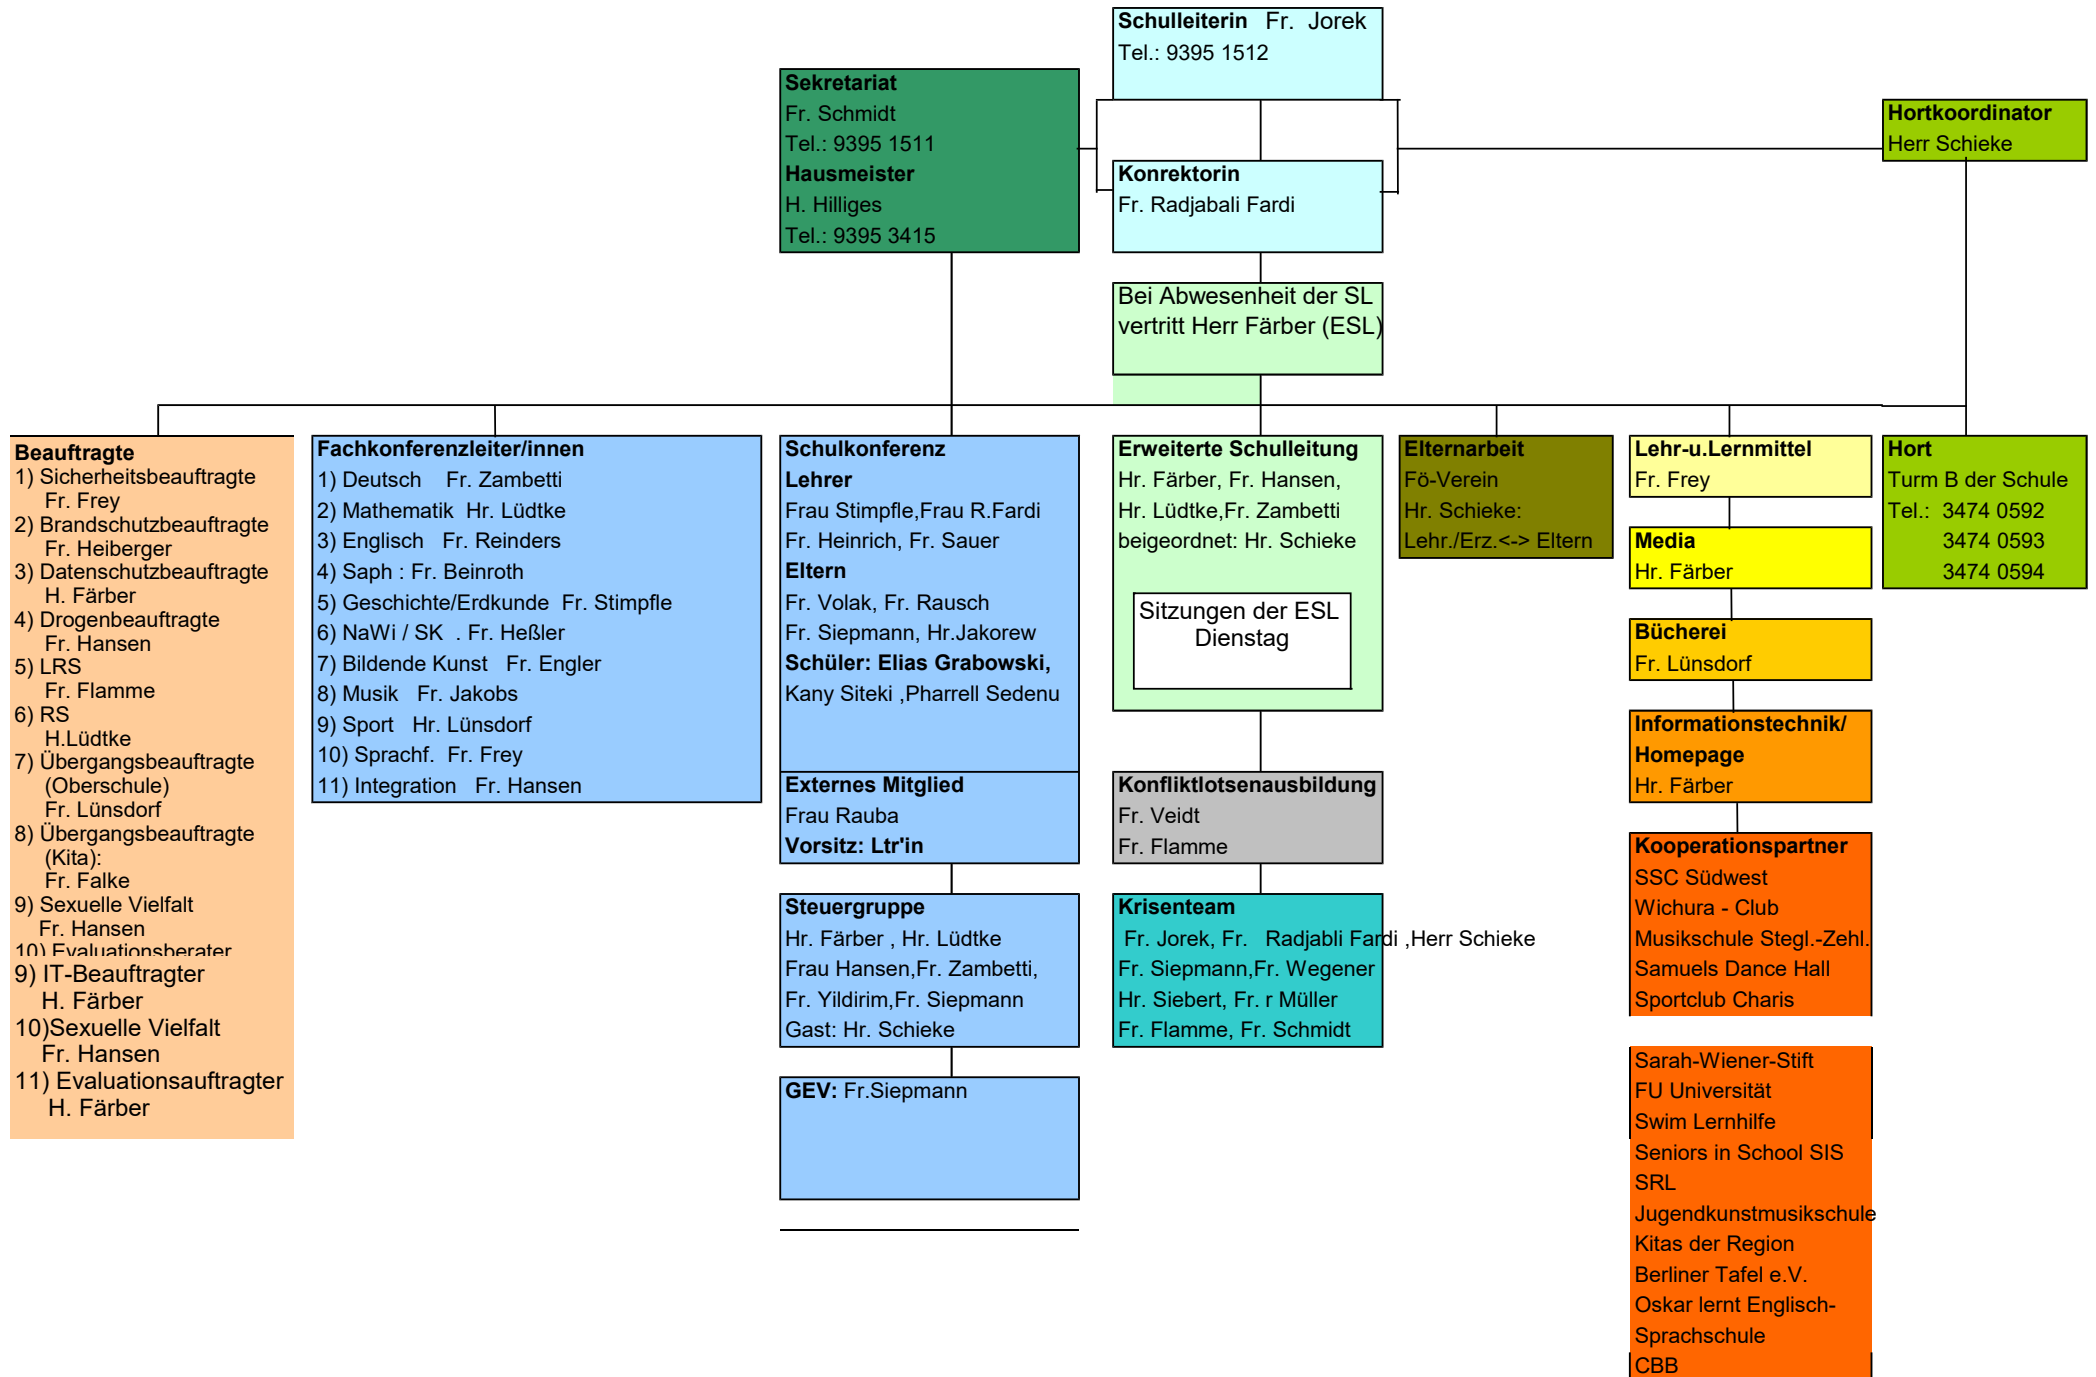 Schulleiterin Fr. Jorek
Tel.: 9395 1512
Sekretariat
Fr. Schmidt
Tel.: 9395 1511
Hausmeister
H. Hilliges
Tel.: 9395 3415
Konrektorin
Fr. Radjabali Fardi
Hortkoordinator
Herr Schieke
Bei Abwesenheit der SL
vertritt Herr Färber (ESL)
Beauftragte
1) Sicherheitsbeauftragte
Fr. Frey
2) Brandschutzbeauftragte
Fr. Heiberger
3) Datenschutzbeauftragte
H. Färber
4) Drogenbeauftragte
Fr. Hansen
5) LRS
Fr. Flamme
6) RS
H.Lüdtke
7) Übergangsbeauftragte
(Oberschule)
Fr. Lünsdorf
8) Übergangsbeauftragte
(Kita):
Fr. Falke
9) Sexuelle Vielfalt
Fr. Hansen
10) Evaluationsberater
9) IT-Beauftragter
H. Färber
10)Sexuelle Vielfalt
Fr. Hansen
11) Evaluationsauftragter
H. Färber
Fachkonferenzleiter/innen
1) Deutsch Fr. Zambetti
2) Mathematik Hr. Lüdtke
3) Englisch Fr. Reinders
4) Saph : Fr. Beinroth
5) Geschichte/Erdkunde Fr. Stimpfle
6) NaWi / SK . Fr. Heßler
7) Bildende Kunst Fr. Engler
8) Musik Fr. Jakobs
9) Sport Hr. Lünsdorf
10) Sprachf. Fr. Frey
11) Integration Fr. Hansen
Schulkonferenz
Lehrer
Frau Stimpfle,Frau R.Fardi
Fr. Heinrich, Fr. Sauer
Eltern
Fr. Volak, Fr. Rausch
Fr. Siepmann, Hr.Jakorew
Schüler: Elias Grabowski,
Kany Siteki ,Pharrell Sedenu
Externes Mitglied
Frau Rauba
Vorsitz: Ltr'in
Steuergruppe
Hr. Färber , Hr. Lüdtke
Frau Hansen,Fr. Zambetti,
Fr. Yildirim,Fr. Siepmann
Gast: Hr. Schieke
GEV: Fr.Siepmann
Erweiterte Schulleitung
Hr. Färber, Fr. Hansen,
Hr. Lüdtke,Fr. Zambetti
beigeordnet: Hr. Schieke
Sitzungen der ESL
Dienstag
Konfliktlotsenausbildung
Fr. Veidt
Fr. Flamme
Krisenteam
Fr. Jorek, Fr. Radjabli Fardi ,Herr Schieke
Fr. Siepmann,Fr. Wegener
Hr. Siebert, Fr. r Müller
Fr. Flamme, Fr. Schmidt
Elternarbeit
Fö-Verein
Hr. Schieke:
Lehr./Erz.<-> Eltern
Lehr-u.Lernmittel
Fr. Frey
Media
Hr. Färber
Bücherei
Fr. Lünsdorf
Informationstechnik/
Homepage
Hr. Färber
Kooperationspartner
SSC Südwest
Wichura - Club
Musikschule Stegl.-Zehl.
Samuels Dance Hall
Sportclub Charis
Sarah-Wiener-Stift
FU Universität
Swim Lernhilfe
Seniors in School SIS
SRL
Jugendkunstmusikschule
Kitas der Region
Berliner Tafel e.V.
Oskar lernt Englisch-
Sprachschule
CBB
Hort
Turm B der Schule
Tel.: 3474 0592
3474 0593
3474 0594